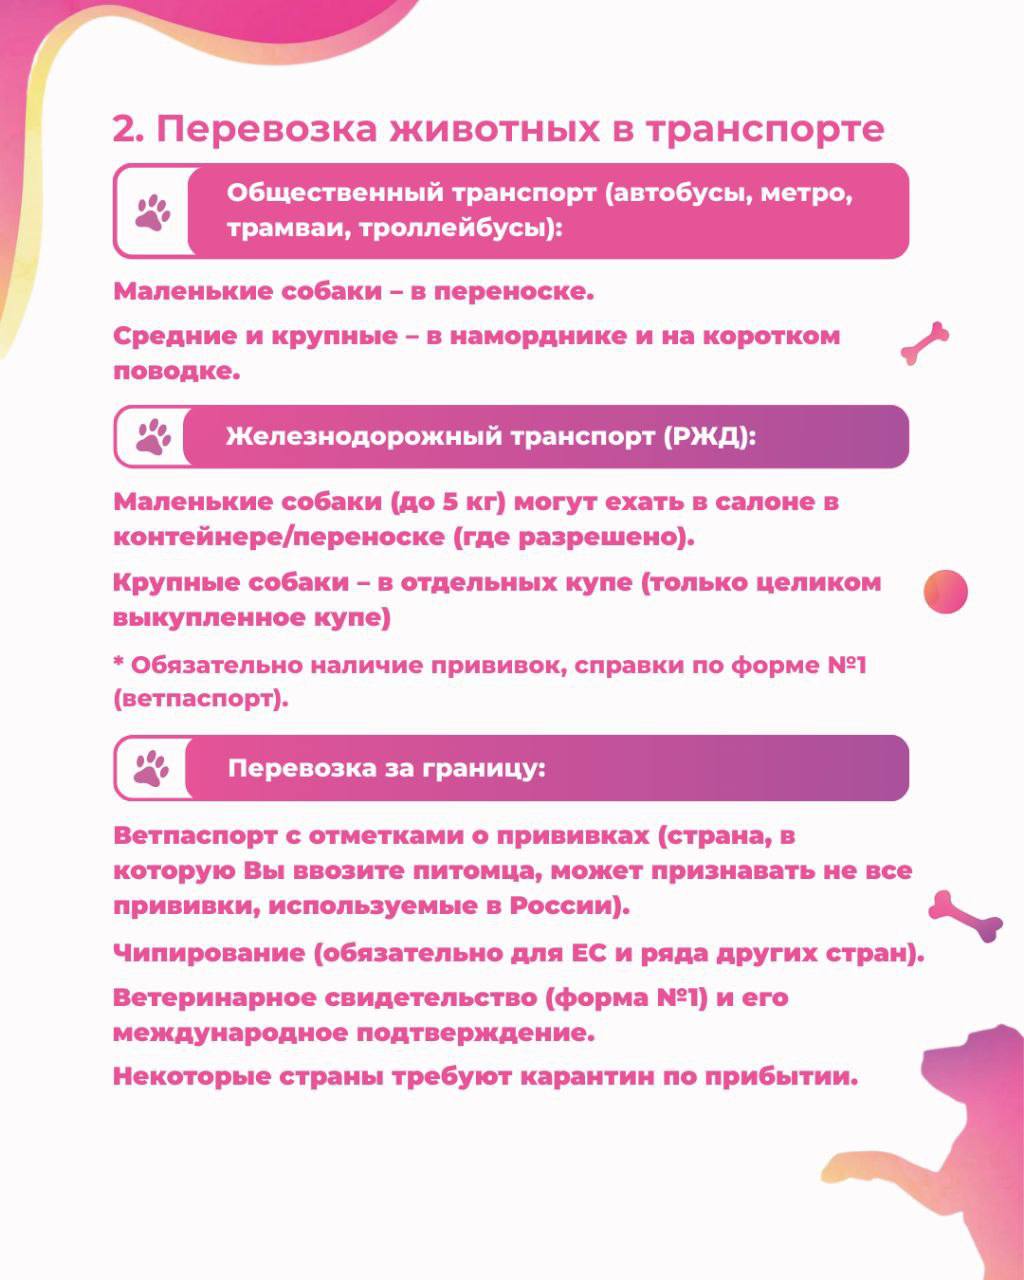 2. Перевозка животных в транспорте
Общественный транспорт (автобусы, метро,
трамваи, троллейбусы):
Маленькие собаки – в переноске.
Средние и крупные – в наморднике и на коротком
поводке.
Железнодорожный транспорт (РЖД):
Маленькие собаки (до 5 кг) могут ехать в салоне в
контейнере/переноске (где разрешено).
Крупные собаки – в отдельных купе (только целиком
выкупленное купе)
* Обязательно наличие прививок, справки по форме №1
(ветпаспорт).
Перевозка за границу:
Ветпаспорт с отметками о прививках (страна, в
которую Вы ввозите питомца, может признавать не все
прививки, используемые в России).
Чипирование (обязательно для ЕС и ряда других стран).
Ветеринарное свидетельство (форма №1) и его
международное подтверждение.
Некоторые страны требуют карантин по прибытии.